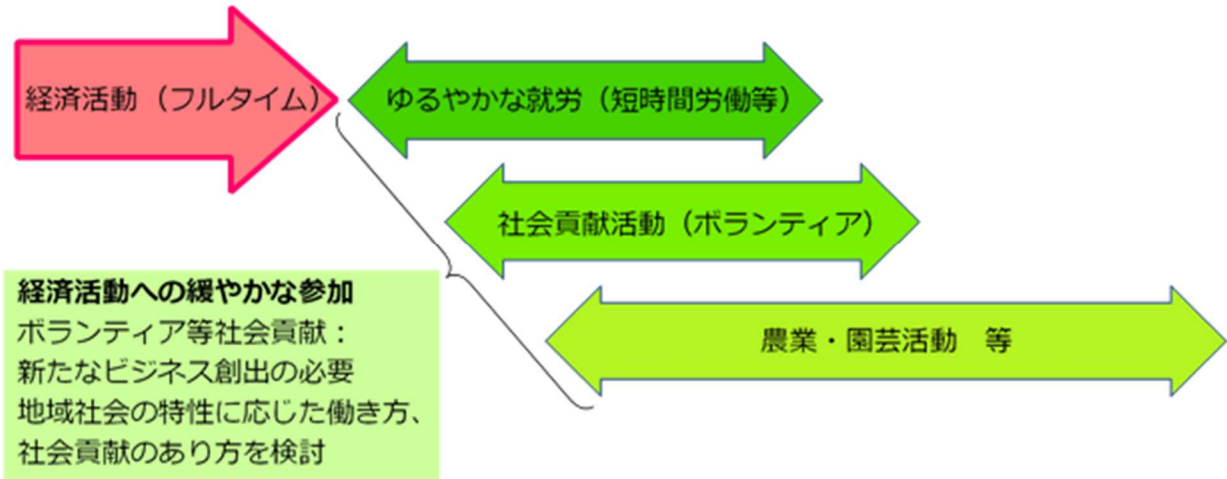 経済活動（フルタイム）
ゆるやかな就労（短時間労働等）
社会貢献活動（ボランティア）
農業・園芸活動　等
経済活動への緩やかな参加
ボランティア等社会貢献：
新たなビジネス創出の必要
地域社会の特性に応じた働き方、
社会貢献のあり方を検討